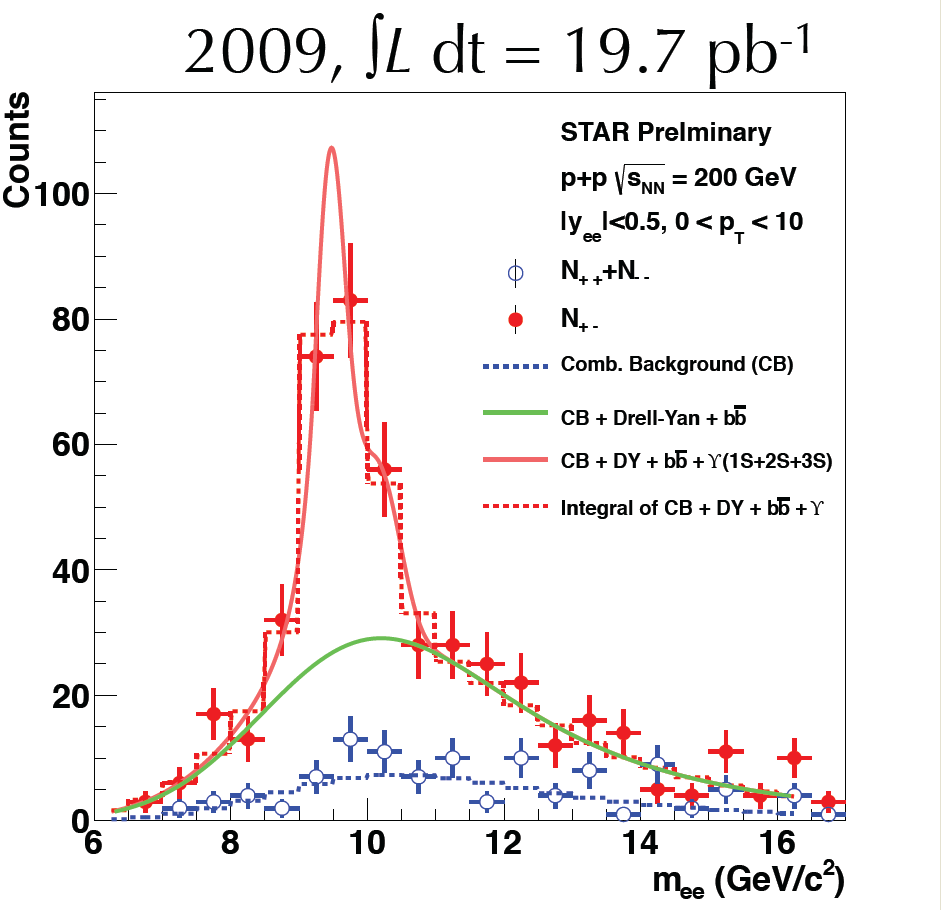 2009, ∫L dt = 19.7 pb-1
Counts
STAR Prelminary
p+p √sNN = 200 GeV
|yee|<0.5, 0 < pT < 10
N+ ++N- -
N+ -
Comb. Background (CB)
CB + Drell-Yan + bb̅
CB + DY + bb̅ + ϒ(1S+2S+3S)
Integral of CB + DY + bb̅ + ϒ
100
80
60
40
20
0
6 8 10 12 14 16
mee (GeV/c2)